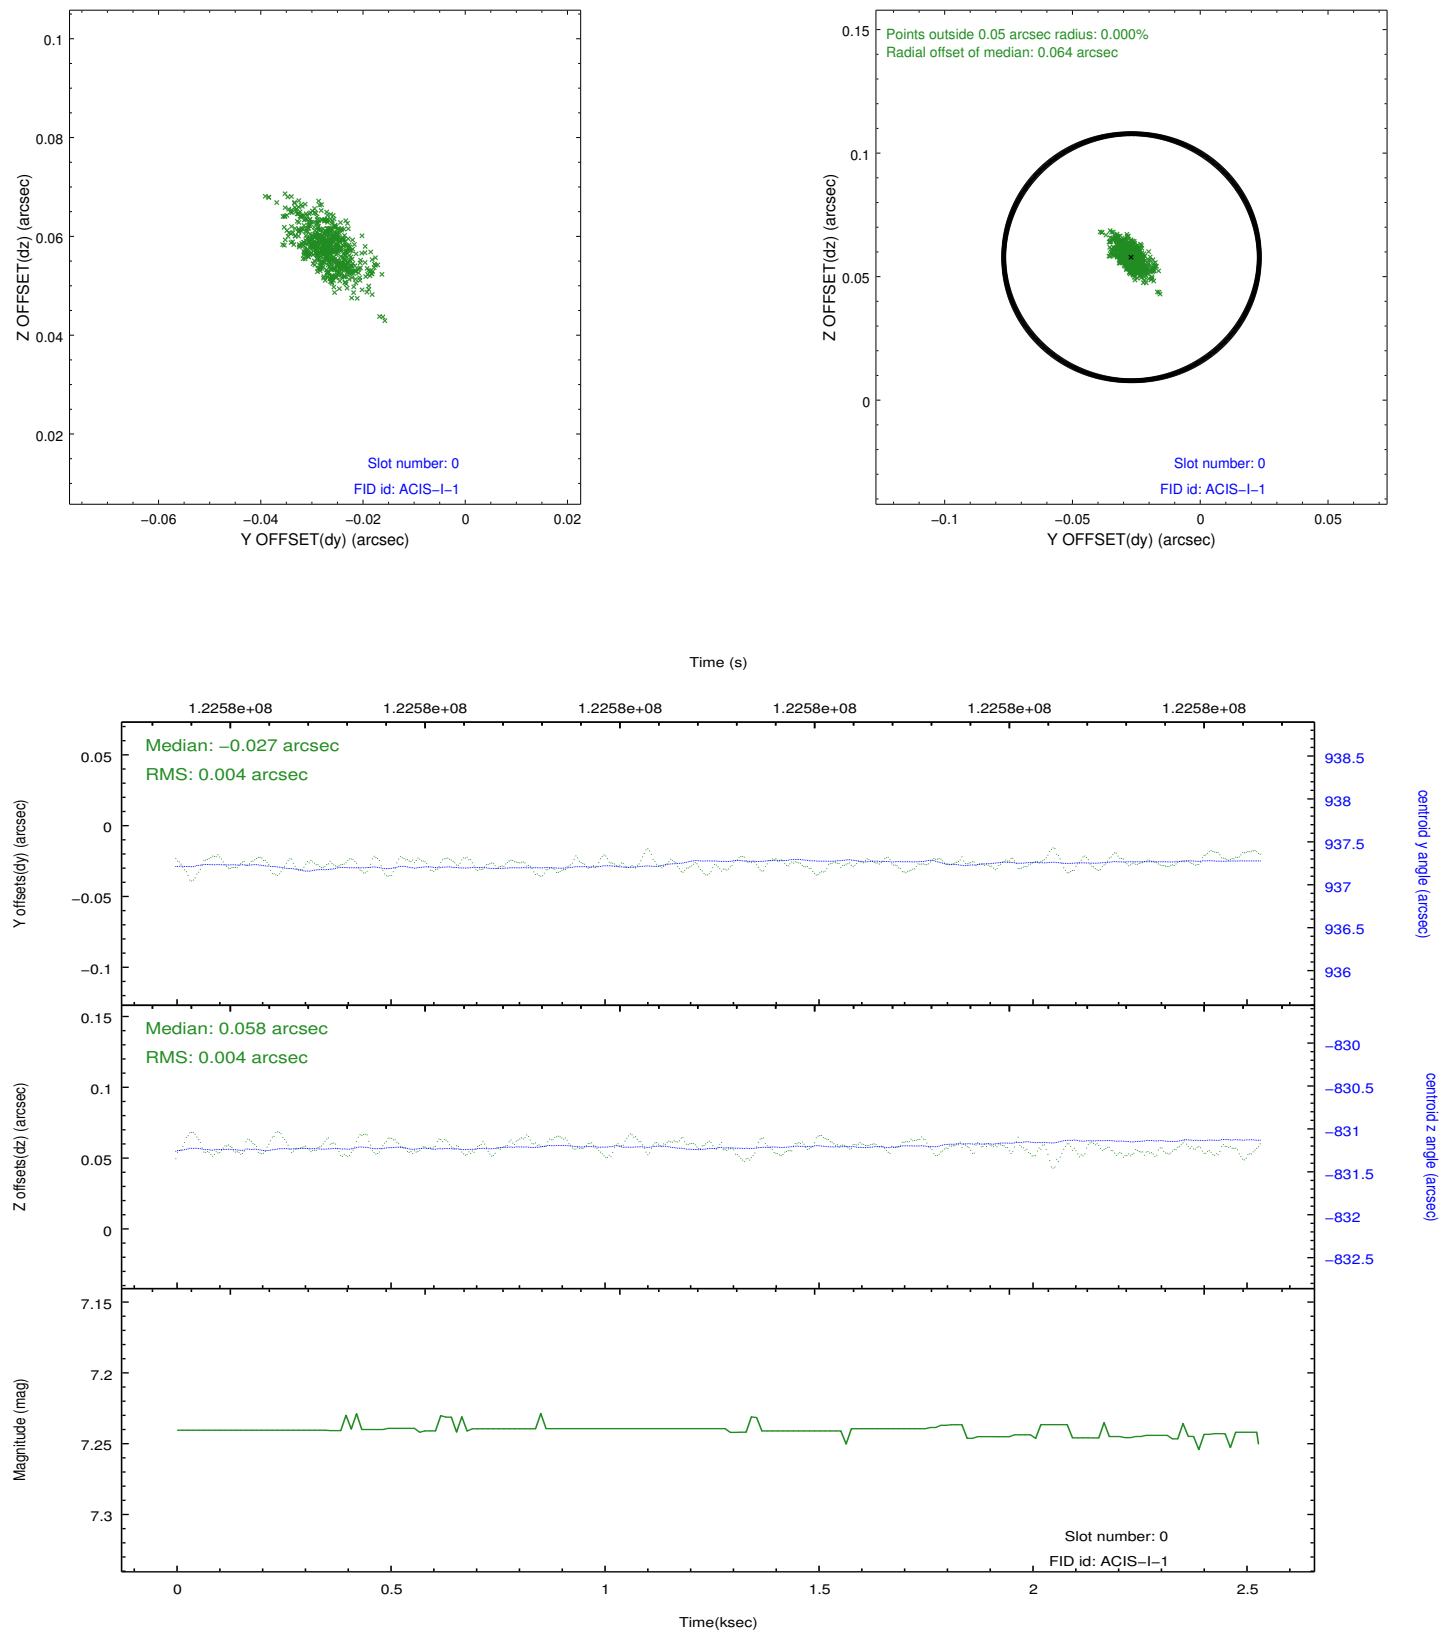 0.1
0.08
0.06
0.04
0.02
Z OFFSET(dz) (arcsec)
Slot number: 0
FID id: ACIS−I−1
−0.06
−0.04
−0.02
0
0.02
Y OFFSET(dy) (arcsec)
Points outside 0.05 arcsec radius: 0.000%
Radial offset of median: 0.064 arcsec
0.15
0.1
0.05
0
Z OFFSET(dz) (arcsec)
Slot number: 0
FID id: ACIS−I−1
−0.1
−0.05
0
0.05
Y OFFSET(dy) (arcsec)
Time (s)
1.2258e+08
1.2258e+08
1.2258e+08
1.2258e+08
1.2258e+08
1.2258e+08
Median: −0.027 arcsec
RMS: 0.004 arcsec
0.05
0
−0.05
−0.1
Y offsets(dy) (arcsec)
938.5
938
937.5
937
936.5
936
centroid y angle (arcsec)
Median: 0.058 arcsec
RMS: 0.004 arcsec
0.15
0.1
0.05
0
Z offsets(dz) (arcsec)
−830
−830.5
−831
−831.5
−832
−832.5
centroid z angle (arcsec)
7.15
7.2
7.25
7.3
Magnitude (mag)
Slot number: 0
FID id: ACIS−I−1
0
0.5
1
1.5
2
2.5
Time(ksec)